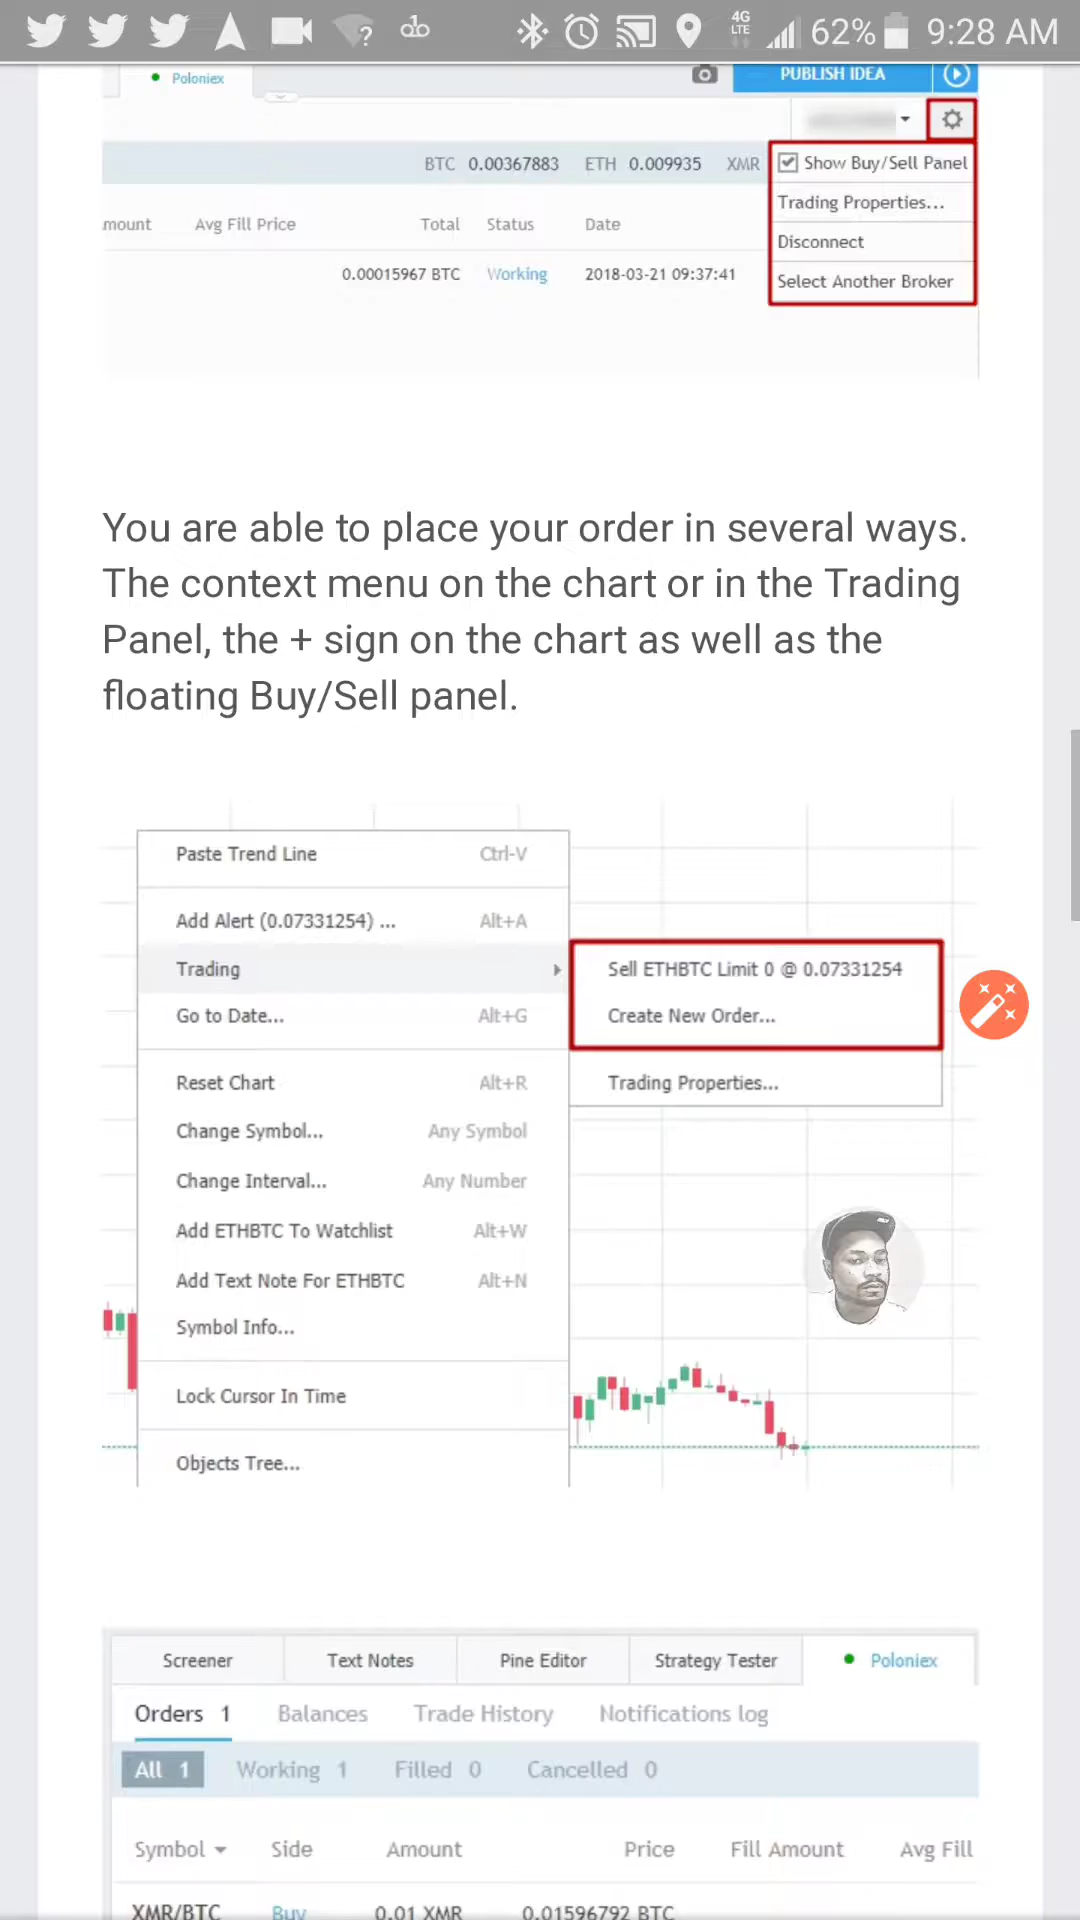 4G
LTE
62%
9:28 AM
Poloniex
PUBLISH IDEA
BTC 0.00367883 ETH 0.009935 XMR
Show Buy/Sell Panel
Trading Properties...
Disconnect
Select Another Broker
mount Avg Fill Price Total Status Date
0.00015967 BTC Working 2018-03-21 09:37:41
You are able to place your order in several ways.
The context menu on the chart or in the Trading
Panel, the + sign on the chart as well as the
floating Buy/Sell panel.
Paste Trend Line Ctrl-V
Add Alert (0.07331254) ... Alt+A
Trading
Go to Date... Alt+G
Reset Chart Alt+R
Change Symbol... Any Symbol
Change Interval... Any Number
Add ETHBTC To Watchlist Alt+W
Add Text Note For ETHBTC Alt+N
Symbol Info...
Lock Cursor In Time
Objects Tree...
Sell ETHBTC Limit 0 @ 0.07331254
Create New Order...
Trading Properties...
Screener Text Notes Pine Editor Strategy Tester Poloniex
Orders 1 Balances Trade History Notifications log
All 1 Working 1 Filled 0 Cancelled 0
Symbol Side Amount Price Fill Amount Avg Fill
XMR/BTC Buy 0.01 XMR 0.01596792 BTC